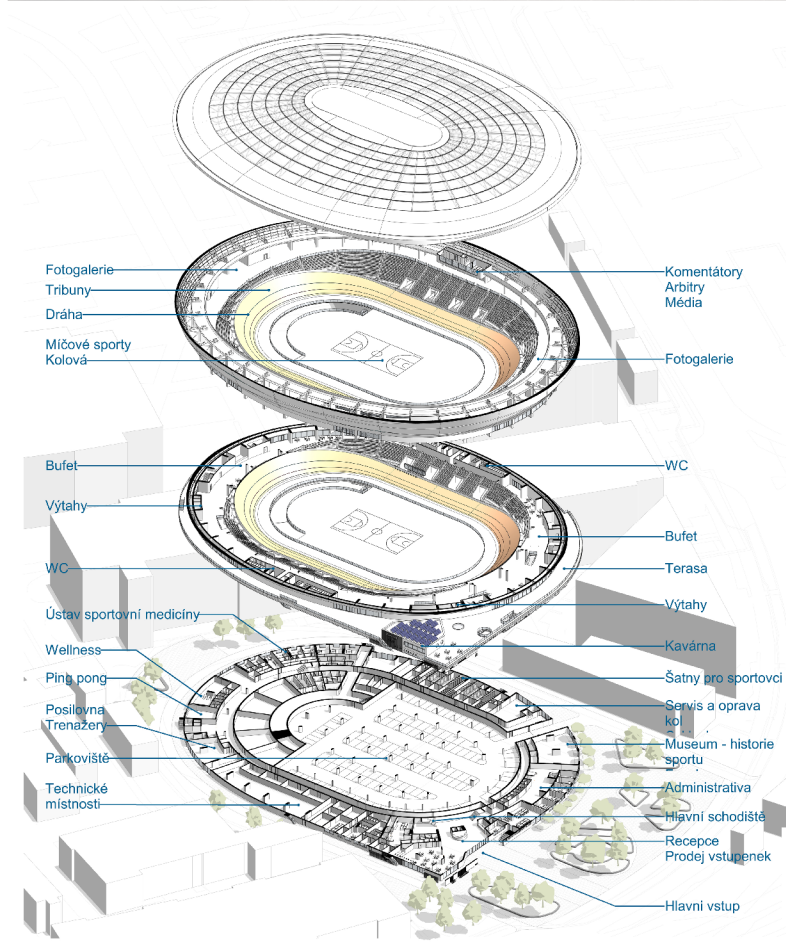 Fotogalerie
Tribuny
Dráha
Míčové sporty
Kolová
Bufet
Výtahy
WC
Ústav sportovní medicíny
Wellness
Ping pong
Posilovna
Trenažery
Parkoviště
Technické
místnosti
Komentátory
Arbitry
Média
Fotogalerie
WC
Bufet
Terasa
Výtahy
Kavárna
Šatny pro sportovci
Servis a oprava
kol
Museum - historie
sportu
Administrativa
Hlavní schodiště
Recepce
Prodej vstupenek
Hlavni vstup